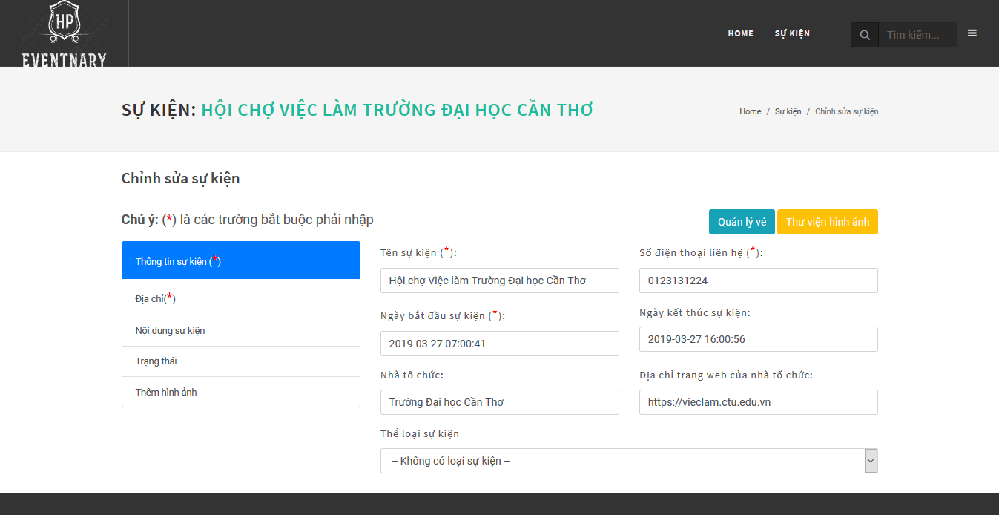 HP
EVENTNARY
HOME SỰ KIỆN Tìm kiếm...
SỰ KIỆN: HỘI CHỢ VIỆC LÀM TRƯỜNG ĐẠI HỌC CẦN THƠ
Home / Sự kiện / Chỉnh sửa sự kiện
Chỉnh sửa sự kiện
Chú ý: (*) là các trường bắt buộc phải nhập
Quản lý vé Thư viện hình ảnh
Thông tin sự kiện (*)
Địa chỉ(*)
Nội dung sự kiện
Trạng thái
Thêm hình ảnh
Tên sự kiện (*): Số điện thoại liên hệ (*):
Hội chợ Việc làm Trường Đại học Cần Thơ 0123131224
Ngày bắt đầu sự kiện (*): Ngày kết thúc sự kiện:
2019-03-27 07:00:41 2019-03-27 16:00:56
Nhà tổ chức: Địa chỉ trang web của nhà tổ chức:
Trường Đại học Cần Thơ https://vieclam.ctu.edu.vn
Thể loại sự kiện
-- Không có loại sự kiện --